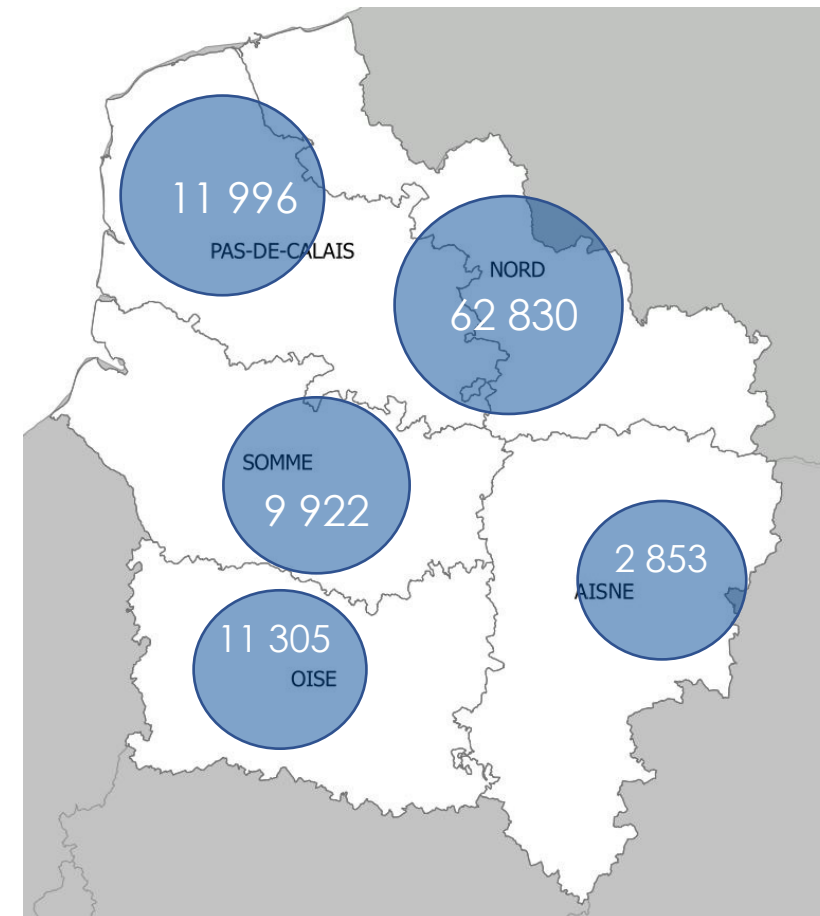 11 996
PAS-DE-CALAIS
NORD
62 830
SOMME
9 922
2 853
AISNE
11 305
OISE